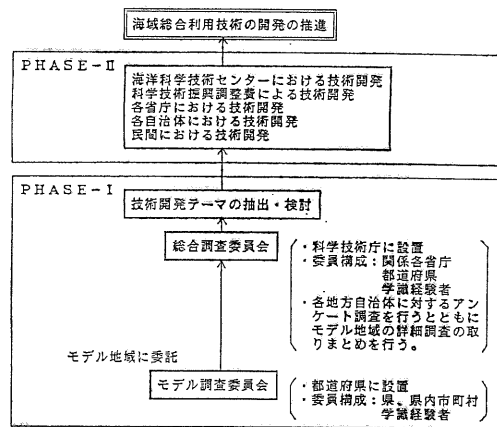 海域総合利用技術の開発の推進
PHASE-Ⅱ
海洋科学技術センターにおける技術開発
科学技術振興調整費による技術開発
各省庁における技術開発
各自治体における技術開発
民間における技術開発
PHASE-Ⅰ
技術開発テーマの抽出・検討
総合調査委員会
・科学技術庁に設置
・委員構成：関係各省庁
都道府県
学識経験者
・各地方自治体に対するアン
ケート調査を行うとともに
モデル地域の詳細調査の取
りまとめを行う。
モデル地域に委託
モデル調査委員会
・都道府県に設置
・委員構成：県、県内市町村
学識経験者